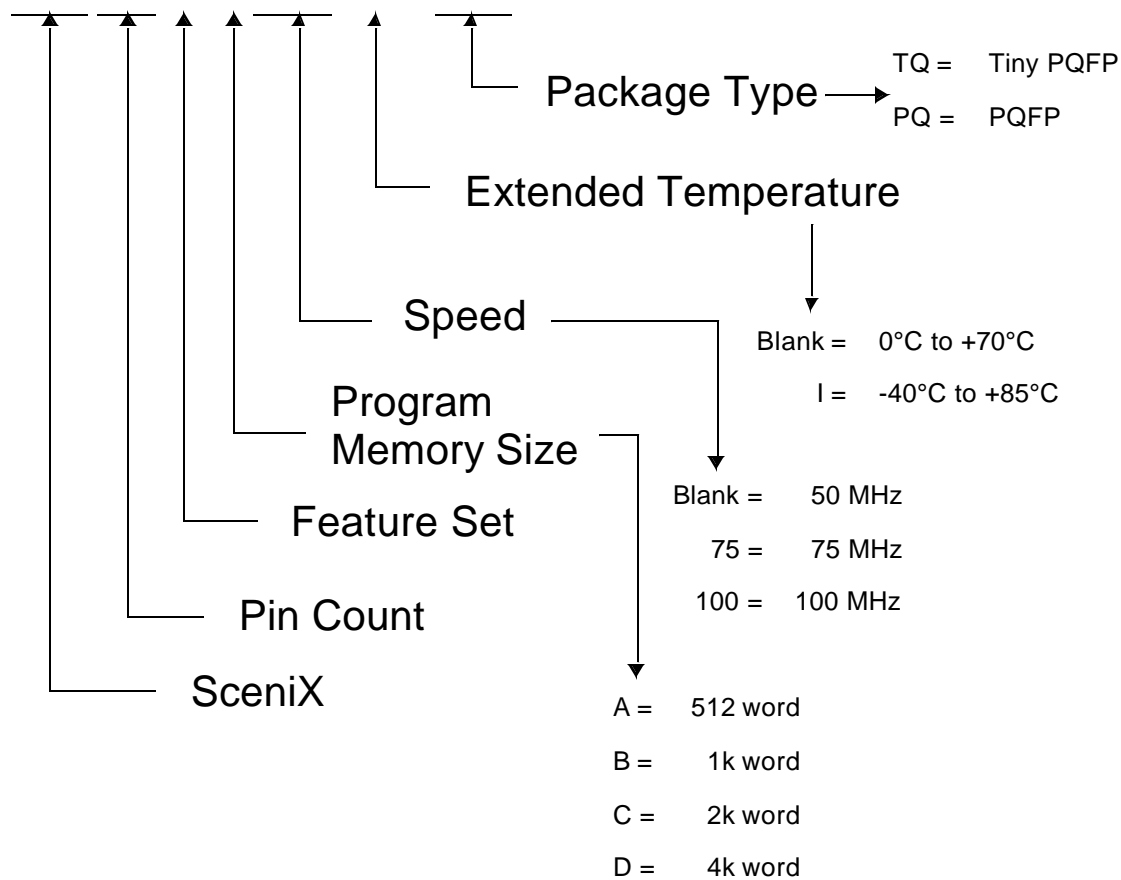 Package Type
TQ = Tiny PQFP
PQ = PQFP
Extended Temperature
Blank = 0°C to +70°C
I = -40°C to +85°C
Speed
Blank = 50 MHz
75 = 75 MHz
100 = 100 MHz
Program
Memory Size
A = 512 word
B = 1k word
C = 2k word
D = 4k word
Feature Set
Pin Count
SceniX